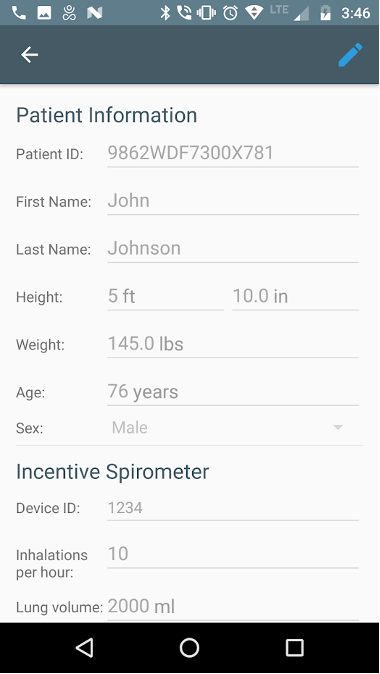 LTE 3:46
Patient Information
Patient ID: 9862WDF7300X781
First Name: John
Last Name: Johnson
Height: 5 ft 10.0 in
Weight: 145.0 lbs
Age: 76 years
Sex: Male
Incentive Spirometer
Device ID: 1234
Inhalations 10
per hour:
Lung volume: 2000 ml